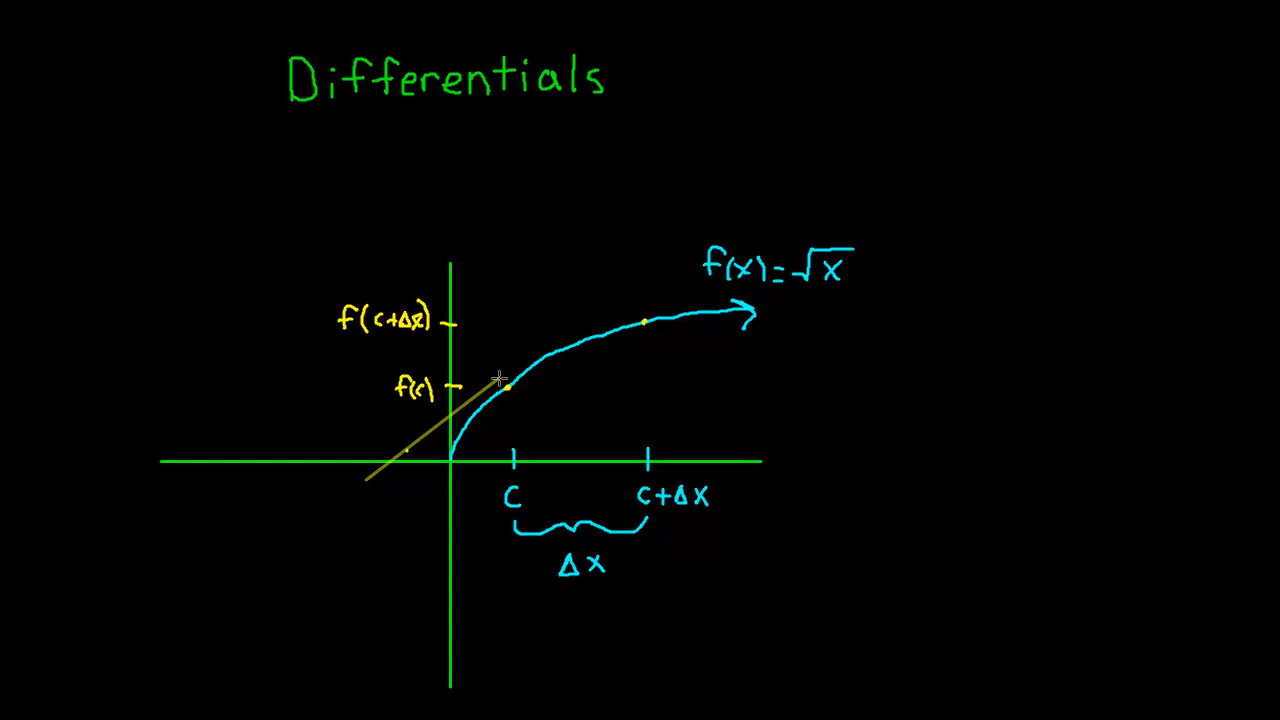 Differentials
f(x)=√x
f(c+Δx)
f(c)
c
c+Δx
Δx